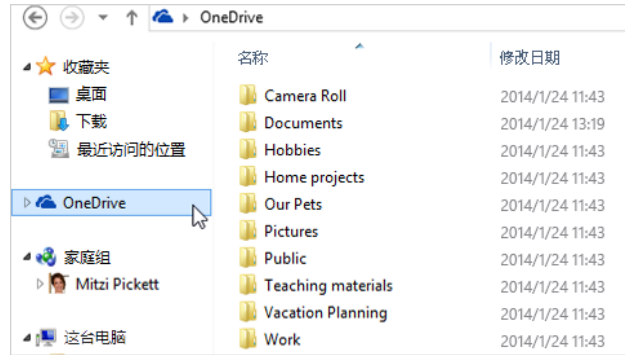 OneDrive
名称 修改日期
收藏夹
桌面
下载
最近访问的位置
OneDrive
家庭组
Mitzi Pickett
这台电脑
Camera Roll 2014/1/24 11:43
Documents 2014/1/24 13:19
Hobbies 2014/1/24 11:43
Home projects 2014/1/24 11:43
Our Pets 2014/1/24 11:43
Pictures 2014/1/24 11:43
Public 2014/1/24 11:43
Teaching materials 2014/1/24 11:43
Vacation Planning 2014/1/24 11:43
Work 2014/1/24 11:43